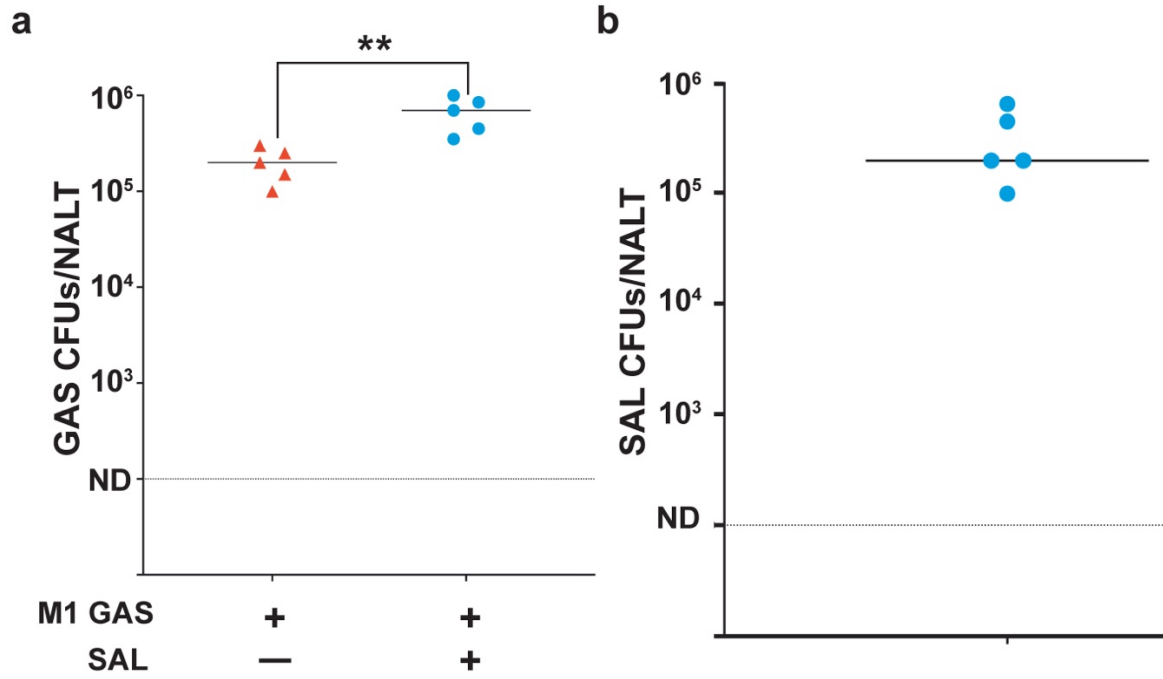 a
**
10⁶
10⁵
10⁴
10³
ND
GAS CFUs/NALT
M1 GAS + +
SAL — +
b
10⁶
10⁵
10⁴
10³
ND
SAL CFUs/NALT